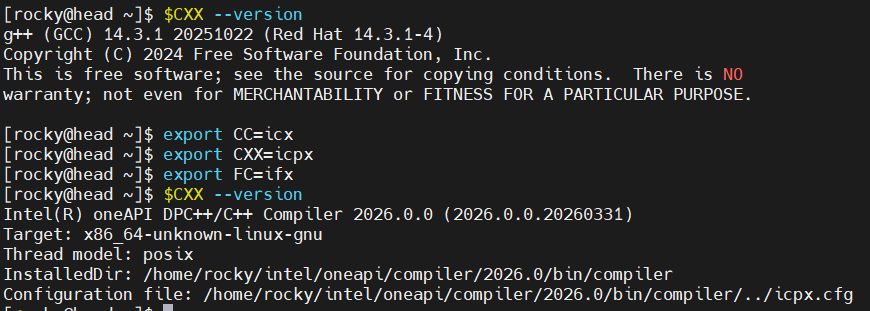 [rocky@head ~]$ $CXX --version
g++ (GCC) 14.3.1 20251022 (Red Hat 14.3.1-4)
Copyright (C) 2024 Free Software Foundation, Inc.
This is free software; see the source for copying conditions.  There is NO
warranty; not even for MERCHANTABILITY or FITNESS FOR A PARTICULAR PURPOSE.

[rocky@head ~]$ export CC=icx
[rocky@head ~]$ export CXX=icpx
[rocky@head ~]$ export FC=ifx
[rocky@head ~]$ $CXX --version
Intel(R) oneAPI DPC++/C++ Compiler 2026.0.0 (2026.0.0.20260331)
Target: x86_64-unknown-linux-gnu
Thread model: posix
InstalledDir: /home/rocky/intel/oneapi/compiler/2026.0/bin/compiler
Configuration file: /home/rocky/intel/oneapi/compiler/2026.0/bin/compiler/../icpx.cfg
[rocky@head ~]$